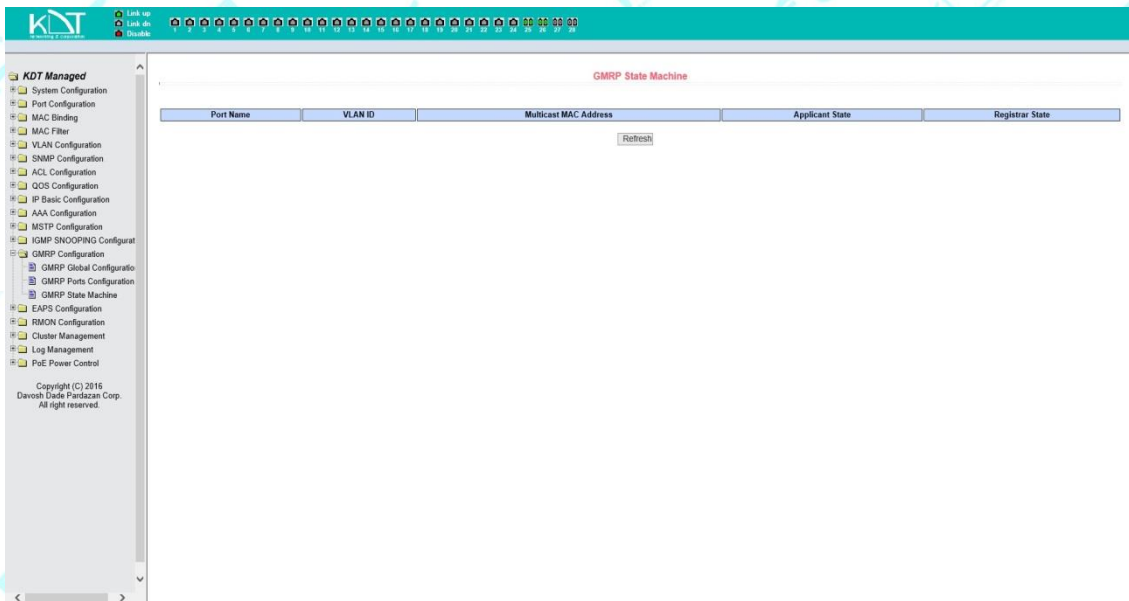 KDT
Link up
Link dn
Disable
1 2 3 4 5 6 7 8 9 10 11 12 13 14 15 16 17 18 19 20 21 22 23 24 25 26 27 28
KDT Managed
System Configuration
Port Configuration
MAC Binding
MAC Filter
VLAN Configuration
SNMP Configuration
ACL Configuration
QOS Configuration
IP Basic Configuration
AAA Configuration
MSTP Configuration
IGMP SNOOPING Configurat
GMRP Configuration
GMRP Global Configuratio
GMRP Ports Configuration
GMRP State Machine
EAPS Configuration
RMON Configuration
Cluster Management
Log Management
PoE Power Control
Copyright (C) 2016
Davosh Dade Pardazan Corp.
All right reserved.
GMRP State Machine
Port Name VLAN ID Multicast MAC Address Applicant State Registrar State
Refresh